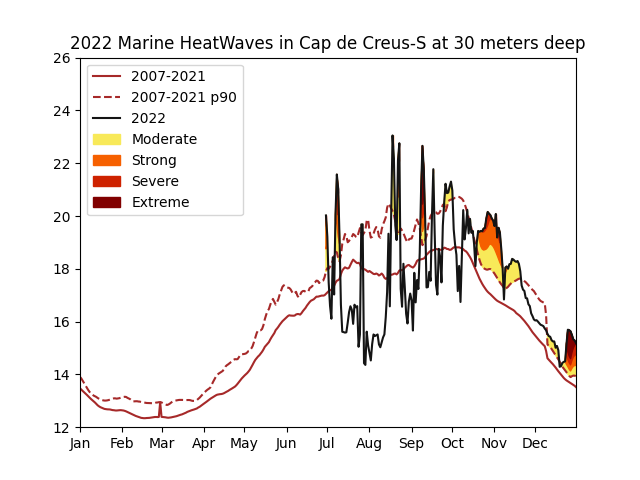 2022 Marine HeatWaves in Cap de Creus-S at 30 meters deep
2007-2021
2007-2021 p90
2022
Moderate
Strong
Severe
Extreme
26
24
22
20
18
16
14
12
Jan Feb Mar Apr May Jun Jul Aug Sep Oct Nov Dec